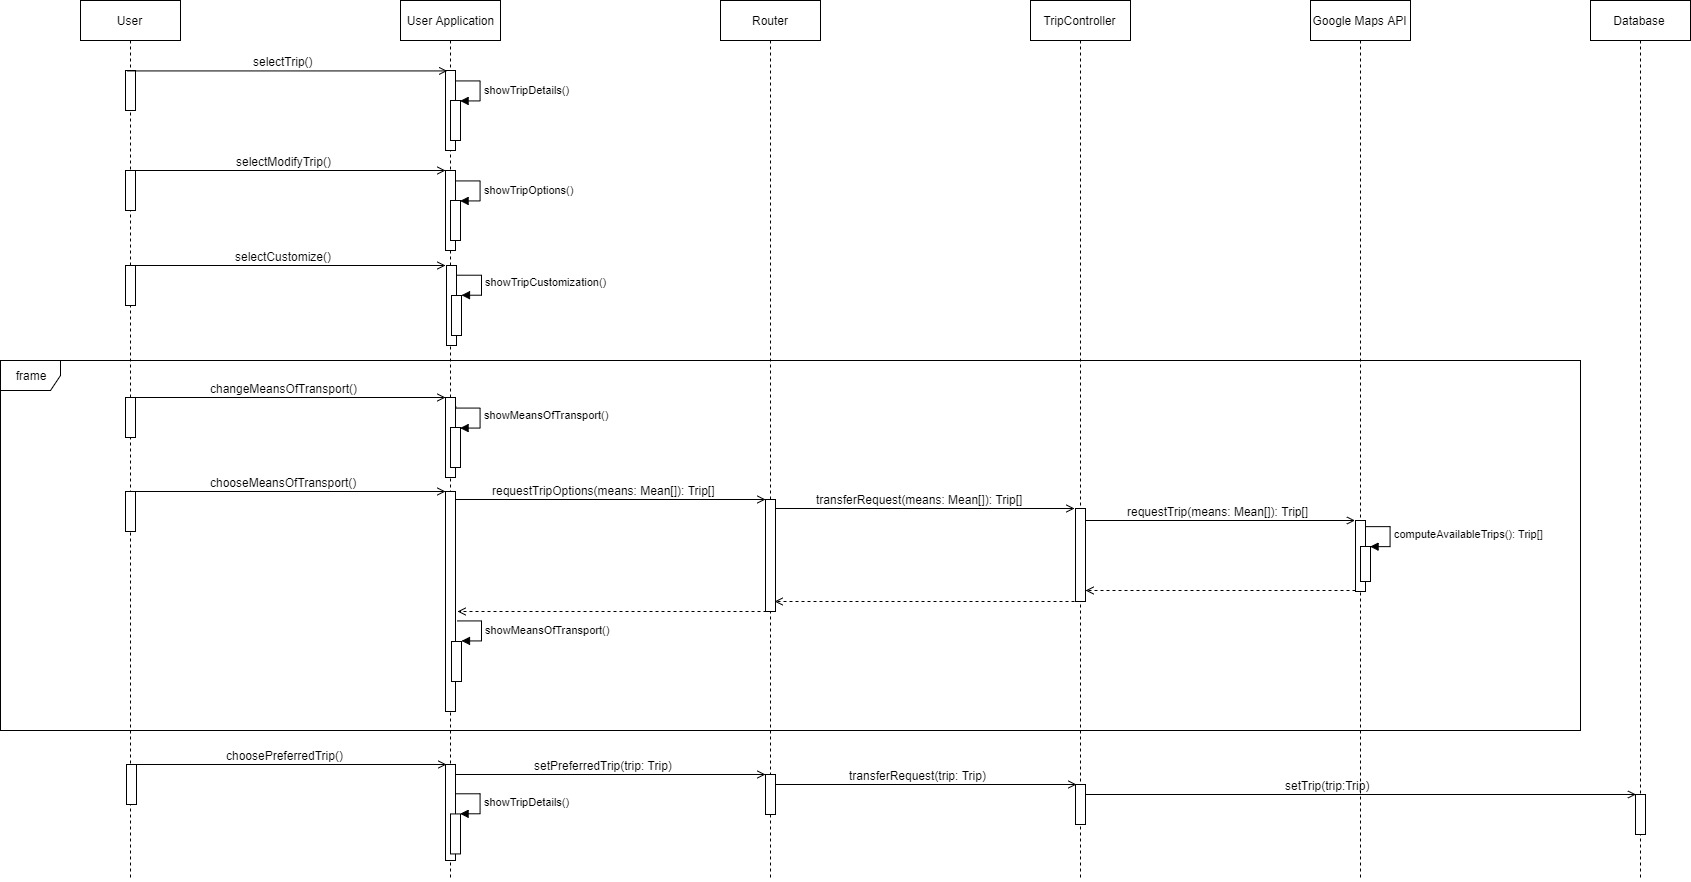 User
User Application
Router
TripController
Google Maps API
Database
selectTrip()
showTripDetails()
selectModifyTrip()
showTripOptions()
selectCustomize()
showTripCustomization()
frame
changeMeansOfTransport()
showMeansOfTransport()
chooseMeansOfTransport()
requestTripOptions(means: Mean[]): Trip[]
transferRequest(means: Mean[]): Trip[]
requestTrip(means: Mean[]): Trip[]
computeAvailableTrips(): Trip[]
showMeansOfTransport()
choosePreferredTrip()
setPreferredTrip(trip: Trip)
transferRequest(trip: Trip)
setTrip(trip:Trip)
showTripDetails()